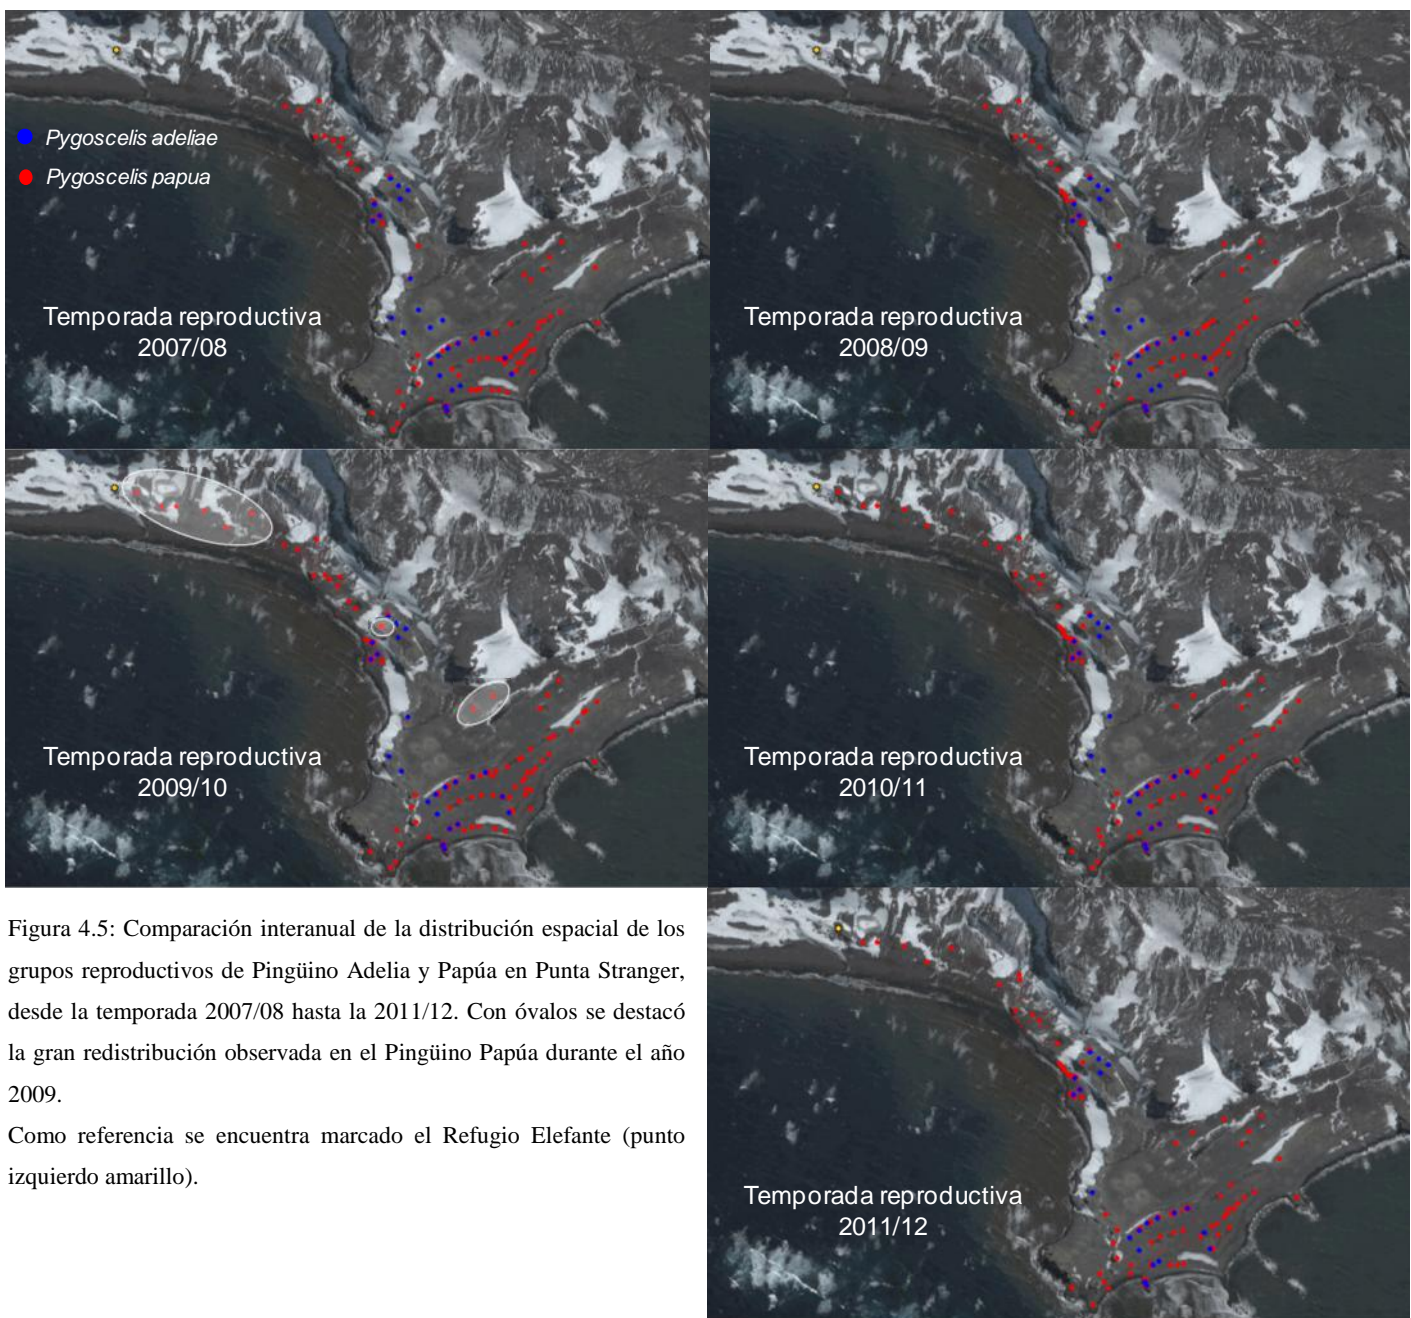 Pygoscelis adeliae
Pygoscelis papua
Temporada reproductiva
2007/08
Temporada reproductiva
2008/09
Temporada reproductiva
2009/10
Temporada reproductiva
2010/11
Figura 4.5: Comparación interanual de la distribución espacial de los
grupos reproductivos de Pingüino Adelia y Papúa en Punta Stranger,
desde la temporada 2007/08 hasta la 2011/12. Con óvalos se destacó
la gran redistribución observada en el Pingüino Papúa durante el año
2009.
Como referencia se encuentra marcado el Refugio Elefante (punto
izquierdo amarillo).
Temporada reproductiva
2011/12